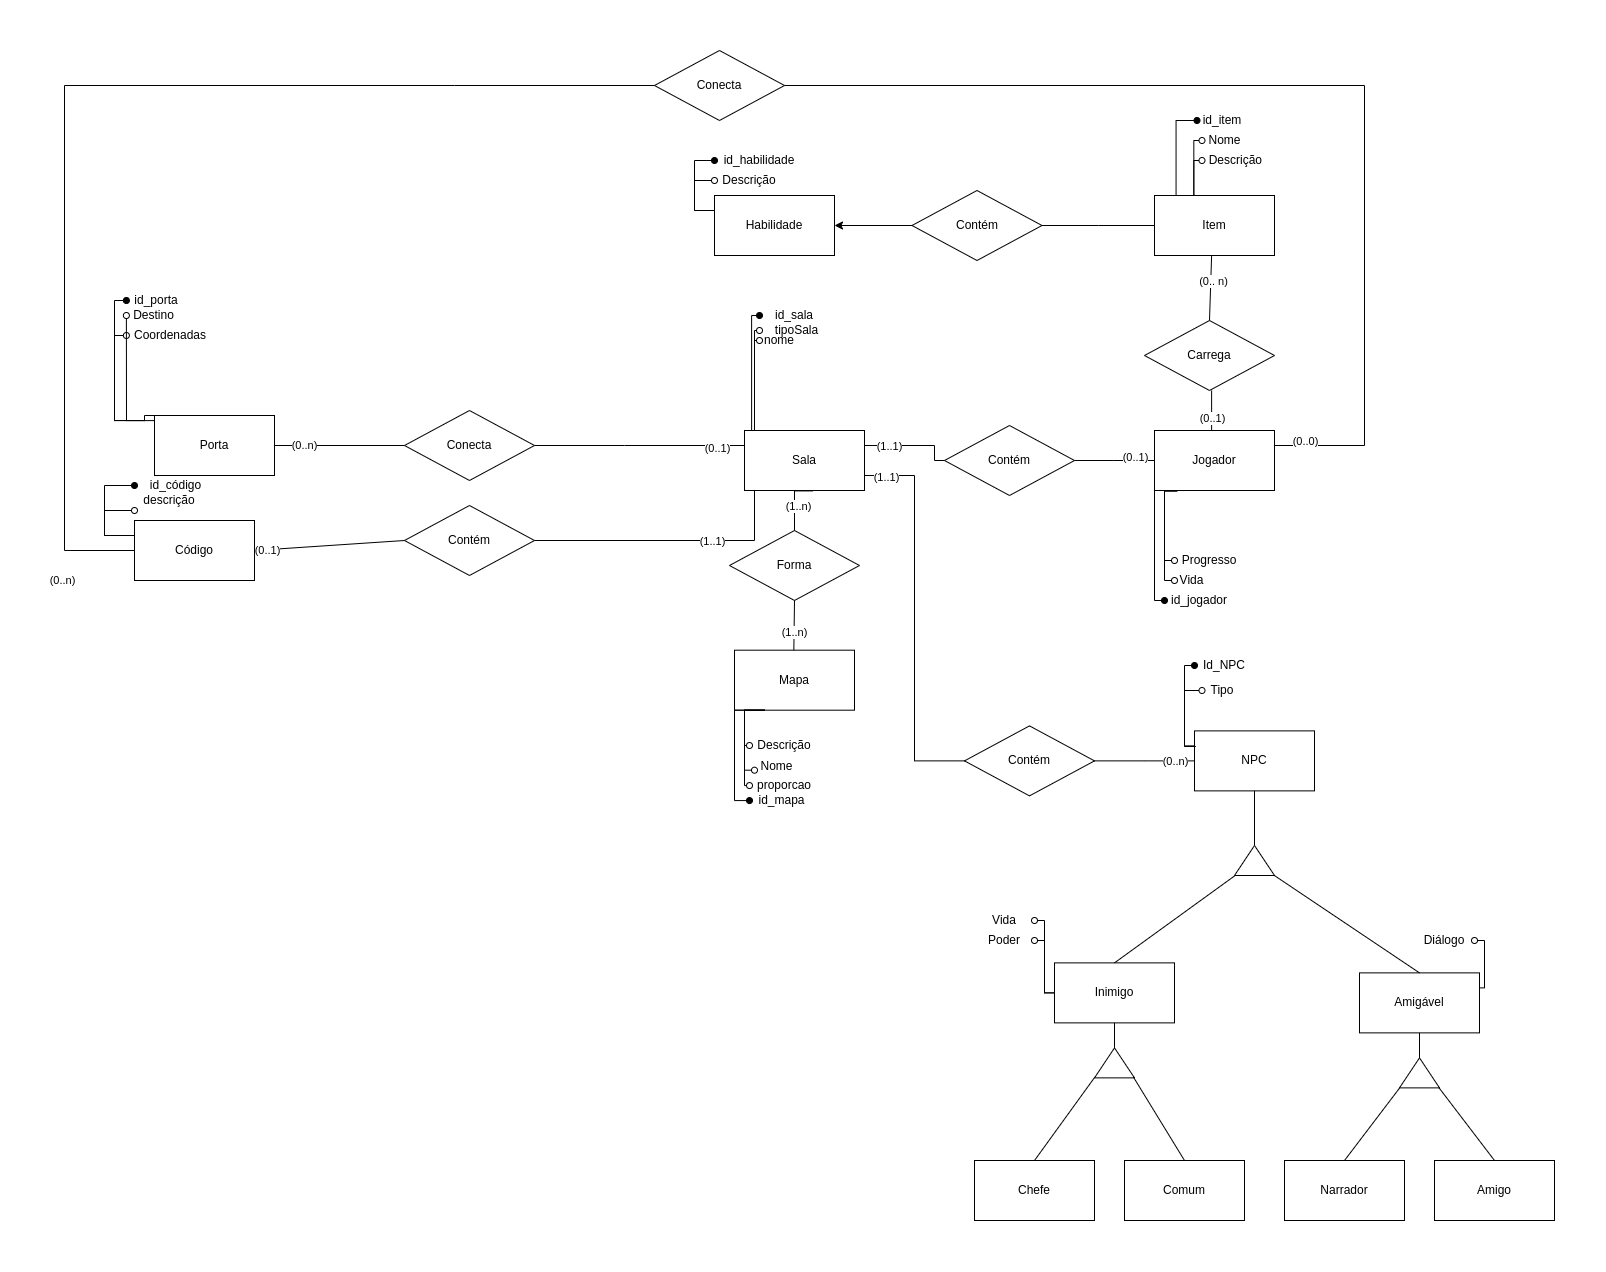 Conecta
id_item
Nome
Descrição
id_habilidade
Descrição
Habilidade
Contém
Item
(0.. n)
id_porta
Destino
Coordenadas
id_sala
tipoSala
nome
Carrega
(0..1)
Porta
(0..n)
Conecta
(0..1)
Sala
(1..1)
(1..1)
Contém
(0..1)
Jogador
(0..0)
id_código
descrição
Código
(0..1)
Contém
(1..1)
(1..n)
Forma
(1..n)
(0..n)
Progresso
Vida
id_jogador
Mapa
Descrição
Nome
proporcao
id_mapa
Id_NPC
Tipo
Contém
(0..n)
NPC
Vida
Poder
Inimigo
Diálogo
Amigável
Chefe
Comum
Narrador
Amigo